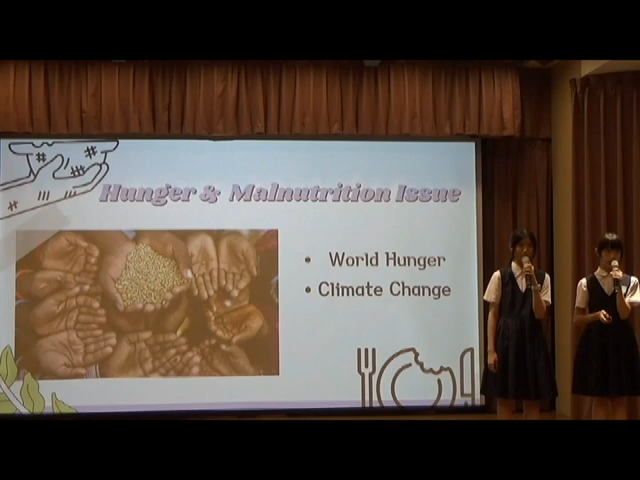 Hunger & Malnutrition Issue
• World Hunger
• Climate Change